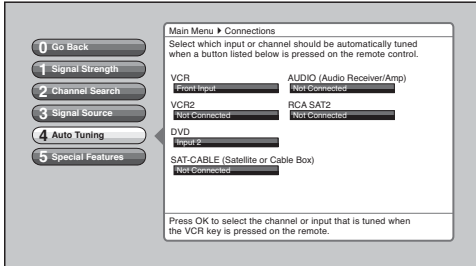 0 Go Back
1 Signal Strength
2 Channel Search
3 Signal Source
4 Auto Tuning
5 Special Features
Main Menu Connections
Select which input or channel should be automatically tuned
when a button listed below is pressed on the remote control.
VCR
Front Input
AUDIO (Audio Receiver/Amp)
Not Connected
VCR2
Not Connected
RCA SAT2
Not Connected
DVD
Input 2
SAT-CABLE (Satellite or Cable Box)
Not Connected
Press OK to select the channel or input that is tuned when
the VCR key is pressed on the remote.